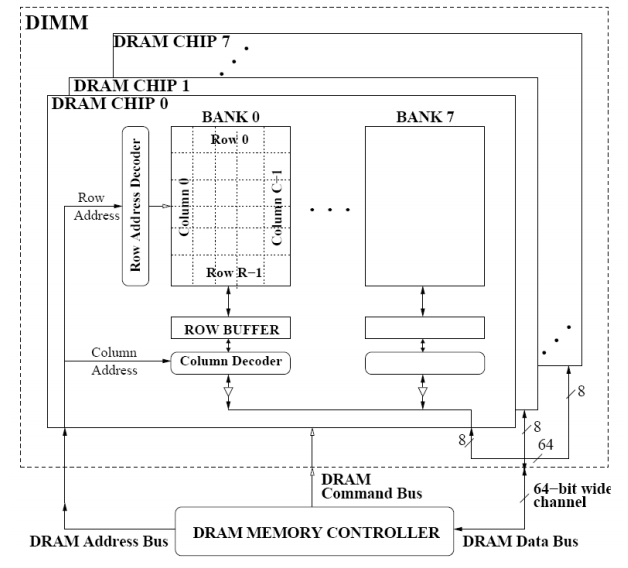 DIMM
DRAM CHIP 7
DRAM CHIP 1
DRAM CHIP 0
BANK 0
BANK 7
Row 0
Row Address Decoder
Column 0
Column C−1
Row
Address
Row R−1
ROW BUFFER
Column
Address
Column Decoder
8
8
8
64
DRAM
Command Bus
64−bit wide
channel
DRAM MEMORY CONTROLLER
DRAM Address Bus
DRAM Data Bus